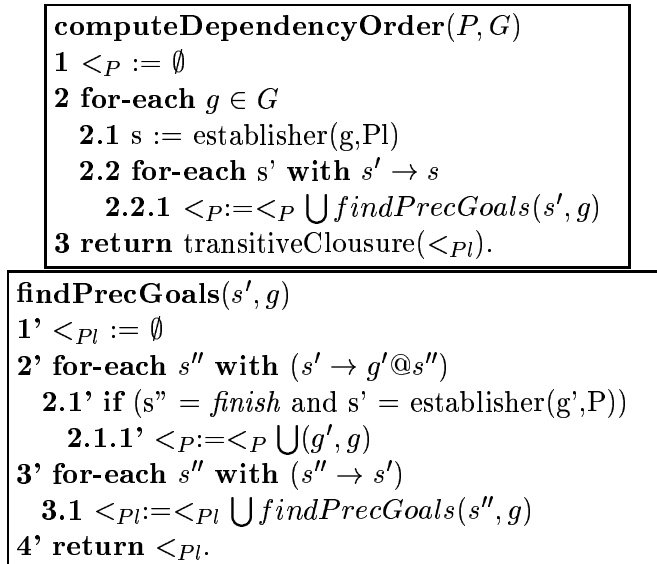 computeDependencyOrder(P, G)
1 <_P := ∅
2 for-each g ∈ G
2.1 s := establisher(g,Pl)
2.2 for-each s' with s′ → s
2.2.1 <_P:=<_P ⋃ findPrecGoals(s′, g)
3 return transitiveClousure(<_Pl).
findPrecGoals(s′, g)
1' <_Pl := ∅
2' for-each s″ with (s′ → g′@s″)
2.1' if (s" = finish and s' = establisher(g',P))
2.1.1' <_P:=<_P ⋃(g′, g)
3' for-each s″ with (s″ → s′)
3.1 <_Pl:=<_Pl ⋃ findPrecGoals(s″, g)
4' return <_Pl.